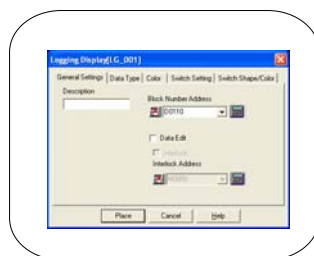 Logging Display[LG_001]
General Settings Data Type Color Switch Setting Switch Shape/Color
Description
Block Number Address
D0110
Data Edit
Interlock
Interlock Address
Place Cancel Help